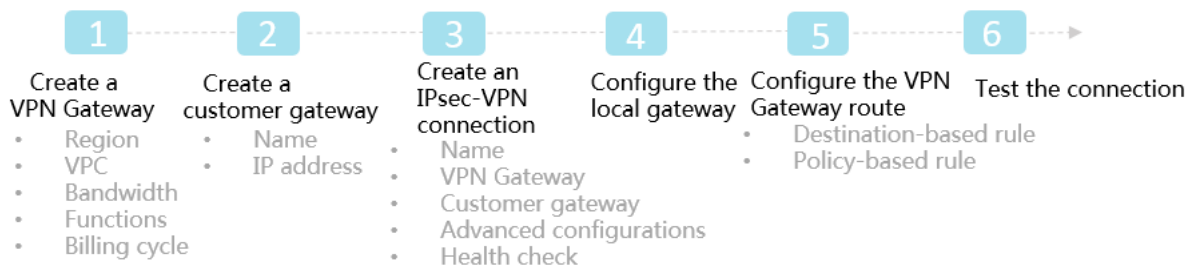 1
2
3
4
5
6
Create a
VPN Gateway
• Region
• VPC
• Bandwidth
• Functions
• Billing cycle
Create a
customer gateway
• Name
• IP address
Create an
IPsec-VPN
connection
• Name
• VPN Gateway
• Customer gateway
• Advanced configurations
• Health check
Configure the
local gateway
Configure the VPN
Gateway route
• Destination-based rule
• Policy-based rule
Test the connection